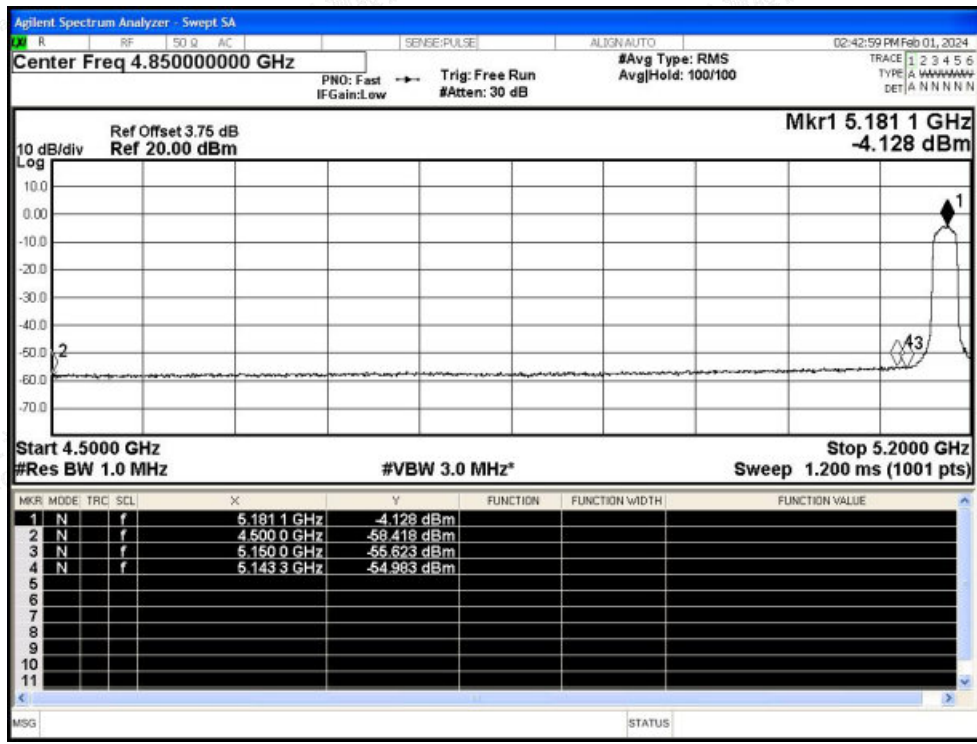 Agilent Spectrum Analyzer - Swept SA
R RF 50 Ω AC SENSE:PULSE ALIGN AUTO 02:42:59 PM Feb 01, 2024
Center Freq 4.850000000 GHz #Avg Type: RMS TRACE 1 2 3 4 5 6
PNO: Fast Trig: Free Run Avg|Hold: 100/100 TYPE A WWWWW
IFGain:Low #Atten: 30 dB DET A N N N N N
Mkr1 5.181 1 GHz
Ref Offset 3.75 dB
10 dB/div Ref 20.00 dBm -4.128 dBm
Log
10.0
0.00
1
-10.0
-20.0
-30.0
-40.0
43
-50.0 2
-60.0
-70.0
Start 4.5000 GHz Stop 5.2000 GHz
#Res BW 1.0 MHz #VBW 3.0 MHz* Sweep 1.200 ms (1001 pts)
MKR MODE TRC SCL X Y FUNCTION FUNCTION WIDTH FUNCTION VALUE
1 N f 5.181 1 GHz -4.128 dBm
2 N f 4.500 0 GHz -58.418 dBm
3 N f 5.150 0 GHz -55.623 dBm
4 N f 5.143 3 GHz -54.983 dBm
5
6
7
8
9
10
11
MSG STATUS